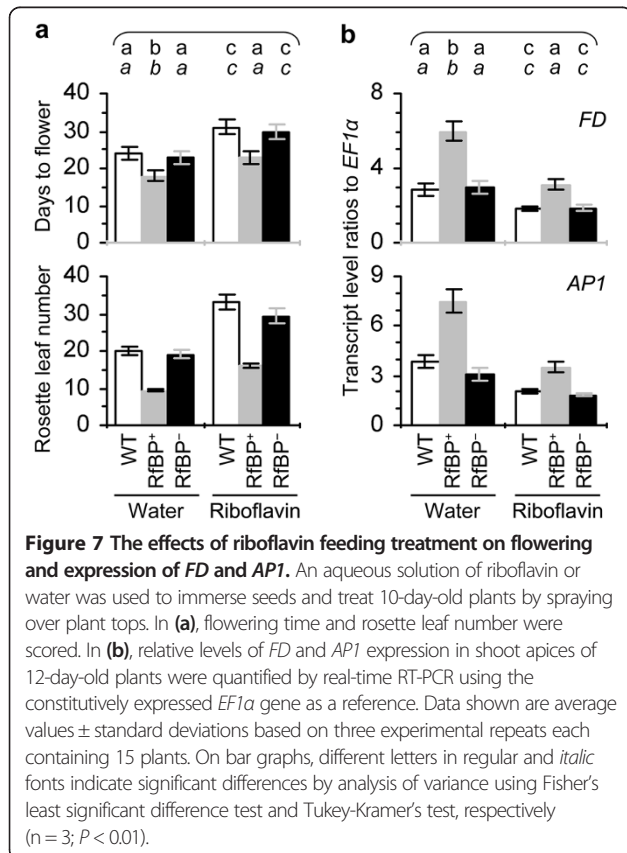 a
b
a b a
a b a
c a c
c a c
a b a
a b a
c a c
c a c
40
30
20
10
0
Days to flower
8
6
4
2
0
FD
40
30
20
10
0
Rosette leaf number
9
6
3
0
AP1
Transcript level ratios to EF1α
WT
RfBP⁺
RfBP⁻
WT
RfBP⁺
RfBP⁻
WT
RfBP⁺
RfBP⁻
WT
RfBP⁺
RfBP⁻
Water
Riboflavin
Water
Riboflavin
Figure 7 The effects of riboflavin feeding treatment on flowering
and expression of FD and AP1. An aqueous solution of riboflavin or
water was used to immerse seeds and treat 10-day-old plants by spraying
over plant tops. In (a), flowering time and rosette leaf number were
scored. In (b), relative levels of FD and AP1 expression in shoot apices of
12-day-old plants were quantified by real-time RT-PCR using the
constitutively expressed EF1α gene as a reference. Data shown are average
values ± standard deviations based on three experimental repeats each
containing 15 plants. On bar graphs, different letters in regular and italic
fonts indicate significant differences by analysis of variance using Fisher's
least significant difference test and Tukey-Kramer's test, respectively
(n = 3; P < 0.01).